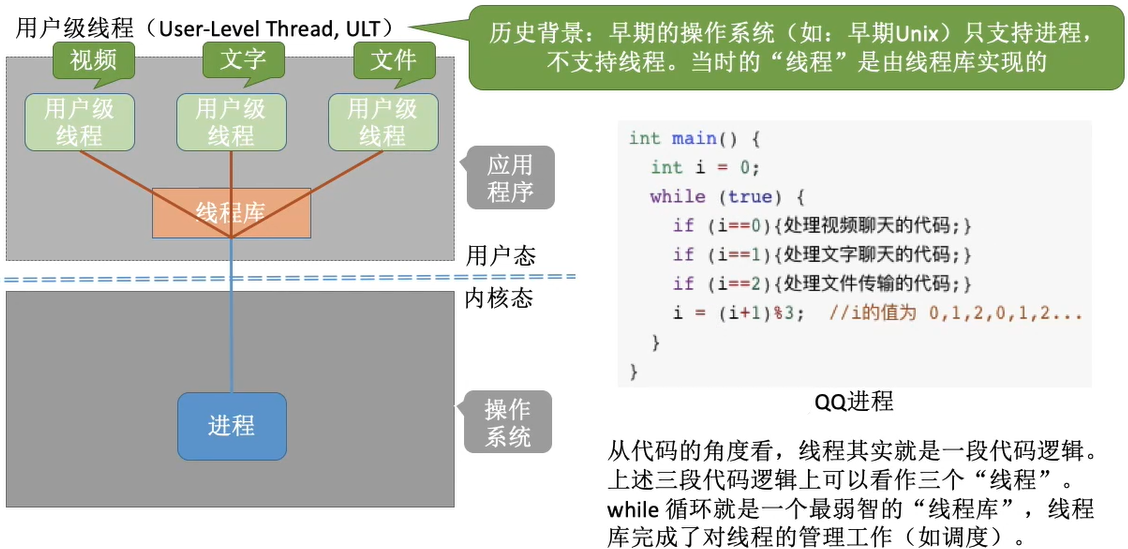 用户级线程（User-Level Thread, ULT）
历史背景：早期的操作系统（如：早期Unix）只支持进程，
不支持线程。当时的“线程”是由线程库实现的
视频
文字
文件
用户级
线程
用户级
线程
用户级
线程
应用
程序
线程库
用户态
内核态
进程
操作
系统
int main() {
int i = 0;
while (true) {
if (i==0){处理视频聊天的代码;}
if (i==1){处理文字聊天的代码;}
if (i==2){处理文件传输的代码;}
i = (i+1)%3; //i的值为 0,1,2,0,1,2...
}
}
QQ进程
从代码的角度看，线程其实就是一段代码逻辑。
上述三段代码逻辑上可以看作三个“线程”。
while 循环就是一个最弱智的“线程库”，线程
库完成了对线程的管理工作（如调度）。